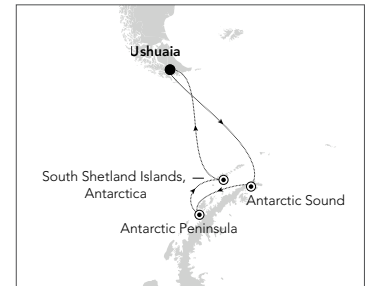 Ushuaia
South Shetland Islands,
Antarctica
Antarctic Sound
Antarctic Peninsula